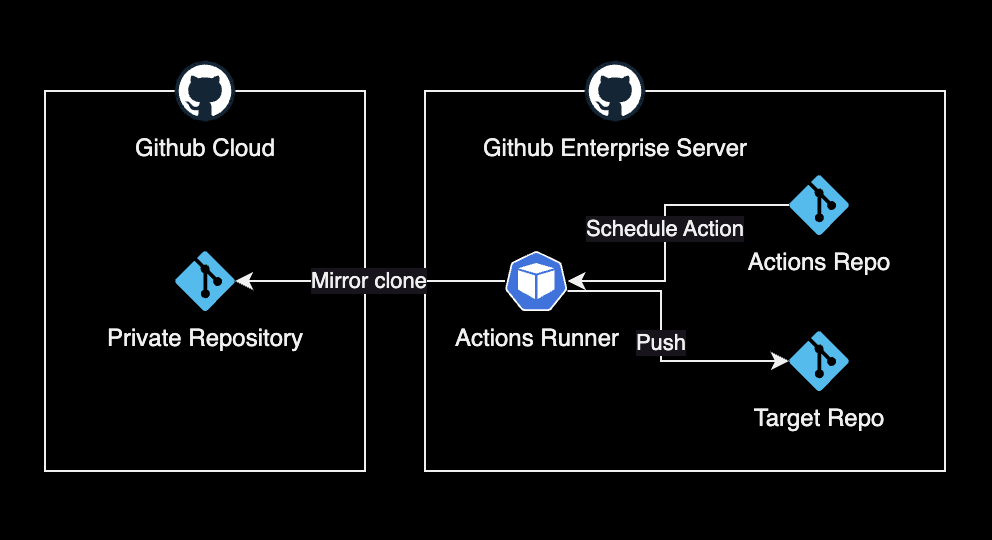 Github Cloud
Github Enterprise Server
Schedule Action
Actions Repo
Mirror clone
Private Repository
Actions Runner
Push
Target Repo